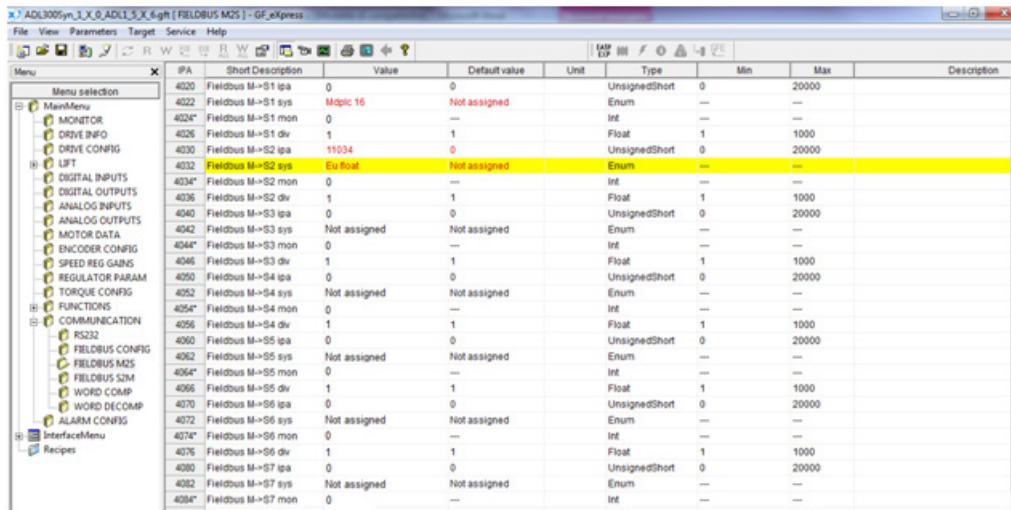 ADL300Syn_1_X_0_ADL1_5_X_6.gft [ FIELDBUS M2S ] - GF_eXpress
File View Parameters Target Service Help
Menu
Menu selection
MainMenu
MONITOR
DRIVE INFO
DRIVE CONFIG
LIFT
DIGITAL INPUTS
DIGITAL OUTPUTS
ANALOG INPUTS
ANALOG OUTPUTS
MOTOR DATA
ENCODER CONFIG
SPEED REG GAINS
REGULATOR PARAM
TORQUE CONFIG
FUNCTIONS
COMMUNICATION
RS232
FIELDBUS CONFIG
FIELDBUS M2S
FIELDBUS S2M
WORD COMP
WORD DECOMP
ALARM CONFIG
InterfaceMenu
Recipes
IPA Short Description Value Default value Unit Type Min Max Description
4020 Fieldbus M->S1 ipa 0 0 UnsignedShort 0 20000
4022 Fieldbus M->S1 sys Mdplc 16 Not assigned Enum --- ---
4024* Fieldbus M->S1 mon 0 --- Int --- ---
4026 Fieldbus M->S1 div 1 1 Float 1 1000
4030 Fieldbus M->S2 ipa 11034 0 UnsignedShort 0 20000
4032 Fieldbus M->S2 sys Eu float Not assigned Enum --- ---
4034* Fieldbus M->S2 mon 0 --- Int --- ---
4036 Fieldbus M->S2 div 1 1 Float 1 1000
4040 Fieldbus M->S3 ipa 0 0 UnsignedShort 0 20000
4042 Fieldbus M->S3 sys Not assigned Not assigned Enum --- ---
4044* Fieldbus M->S3 mon 0 --- Int --- ---
4046 Fieldbus M->S3 div 1 1 Float 1 1000
4050 Fieldbus M->S4 ipa 0 0 UnsignedShort 0 20000
4052 Fieldbus M->S4 sys Not assigned Not assigned Enum --- ---
4054* Fieldbus M->S4 mon 0 --- Int --- ---
4056 Fieldbus M->S4 div 1 1 Float 1 1000
4060 Fieldbus M->S5 ipa 0 0 UnsignedShort 0 20000
4062 Fieldbus M->S5 sys Not assigned Not assigned Enum --- ---
4064* Fieldbus M->S5 mon 0 --- Int --- ---
4066 Fieldbus M->S5 div 1 1 Float 1 1000
4070 Fieldbus M->S6 ipa 0 0 UnsignedShort 0 20000
4072 Fieldbus M->S6 sys Not assigned Not assigned Enum --- ---
4074* Fieldbus M->S6 mon 0 --- Int --- ---
4076 Fieldbus M->S6 div 1 1 Float 1 1000
4080 Fieldbus M->S7 ipa 0 0 UnsignedShort 0 20000
4082 Fieldbus M->S7 sys Not assigned Not assigned Enum --- ---
4084* Fieldbus M->S7 mon 0 --- Int --- ---